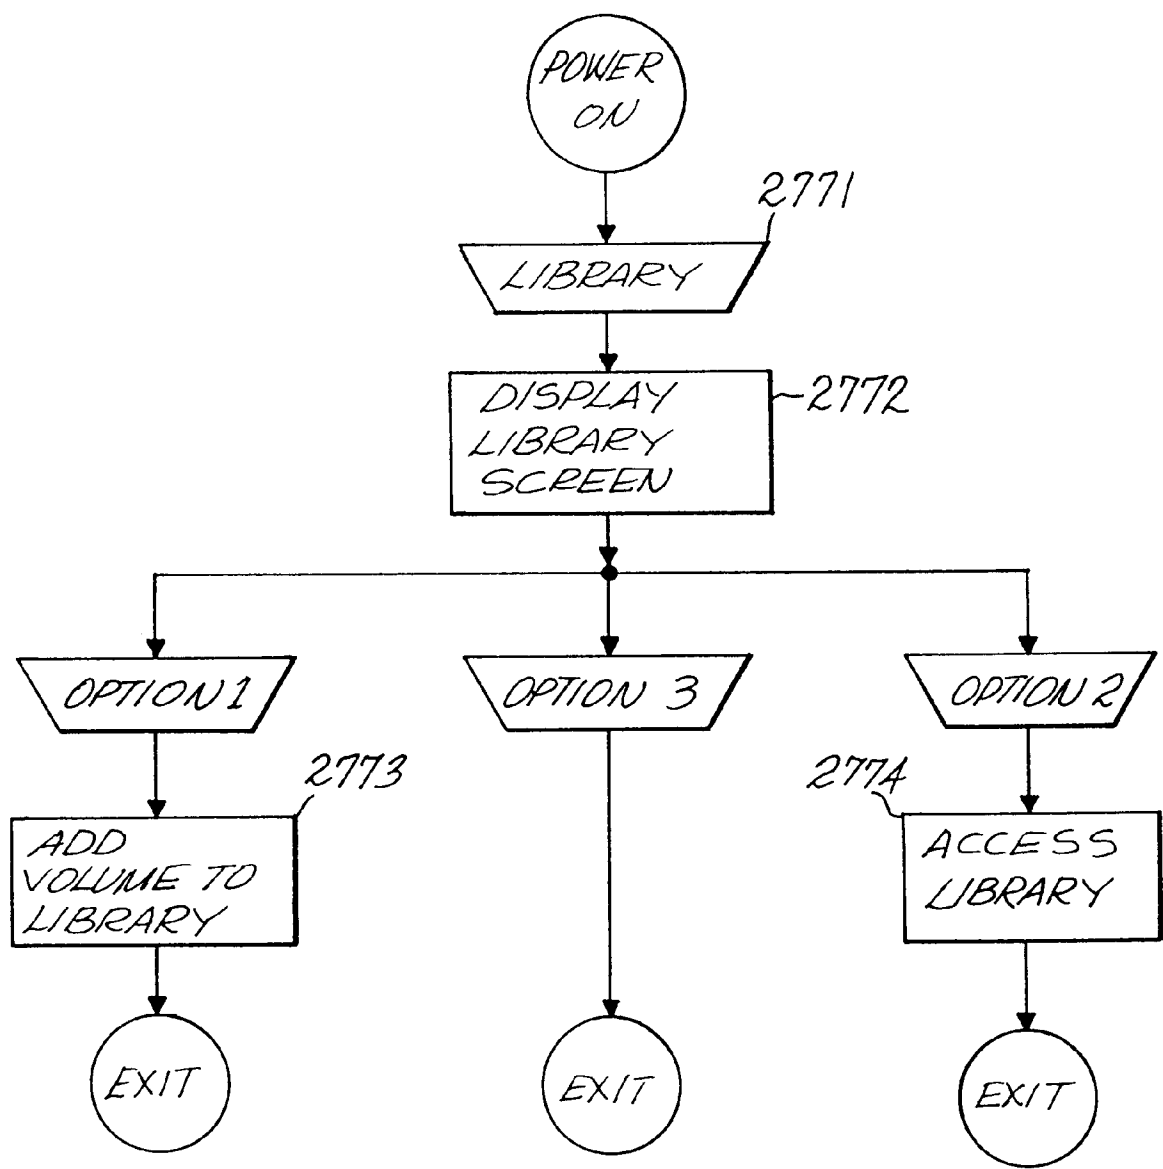 POWER
ON
2771
LIBRARY
DISPLAY
LIBRARY
SCREEN
2772
OPTION 1
OPTION 3
OPTION 2
2773
2774
ADD
VOLUME TO
LIBRARY
ACCESS
LIBRARY
EXIT
EXIT
EXIT